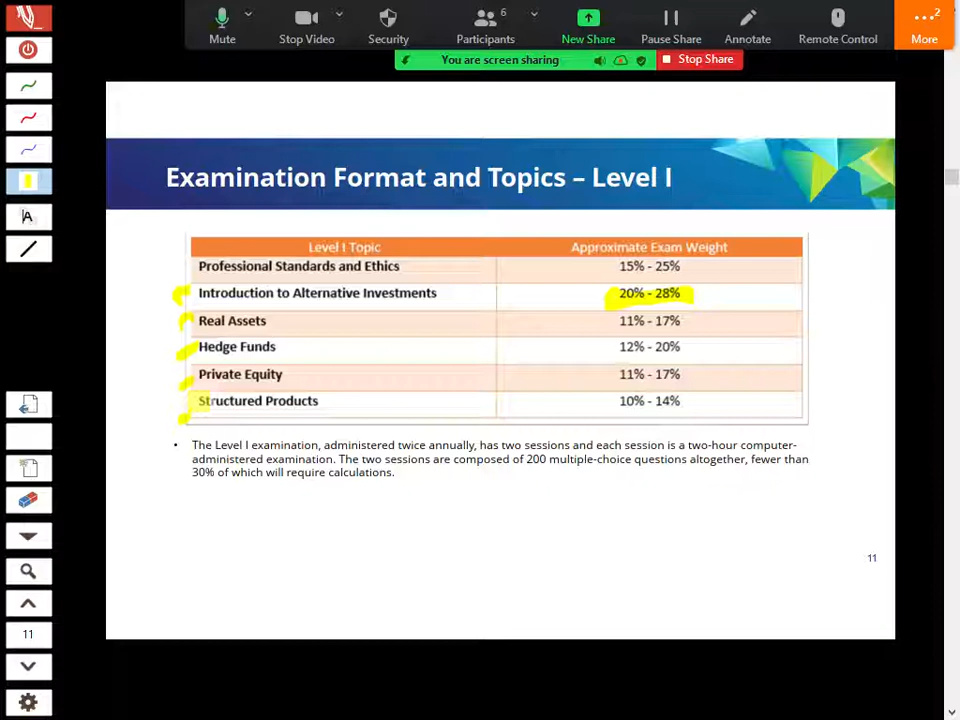 6
2
Mute
Stop Video
Security
Participants
New Share
Pause Share
Annotate
Remote Control
More
You are screen sharing
Stop Share
A
Examination Format and Topics – Level I
Level I Topic Approximate Exam Weight
Professional Standards and Ethics 15% - 25%
Introduction to Alternative Investments 20% - 28%
Real Assets 11% - 17%
Hedge Funds 12% - 20%
Private Equity 11% - 17%
Structured Products 10% - 14%
• The Level I examination, administered twice annually, has two sessions and each session is a two-hour computer-
administered examination. The two sessions are composed of 200 multiple-choice questions altogether, fewer than
30% of which will require calculations.
11
11